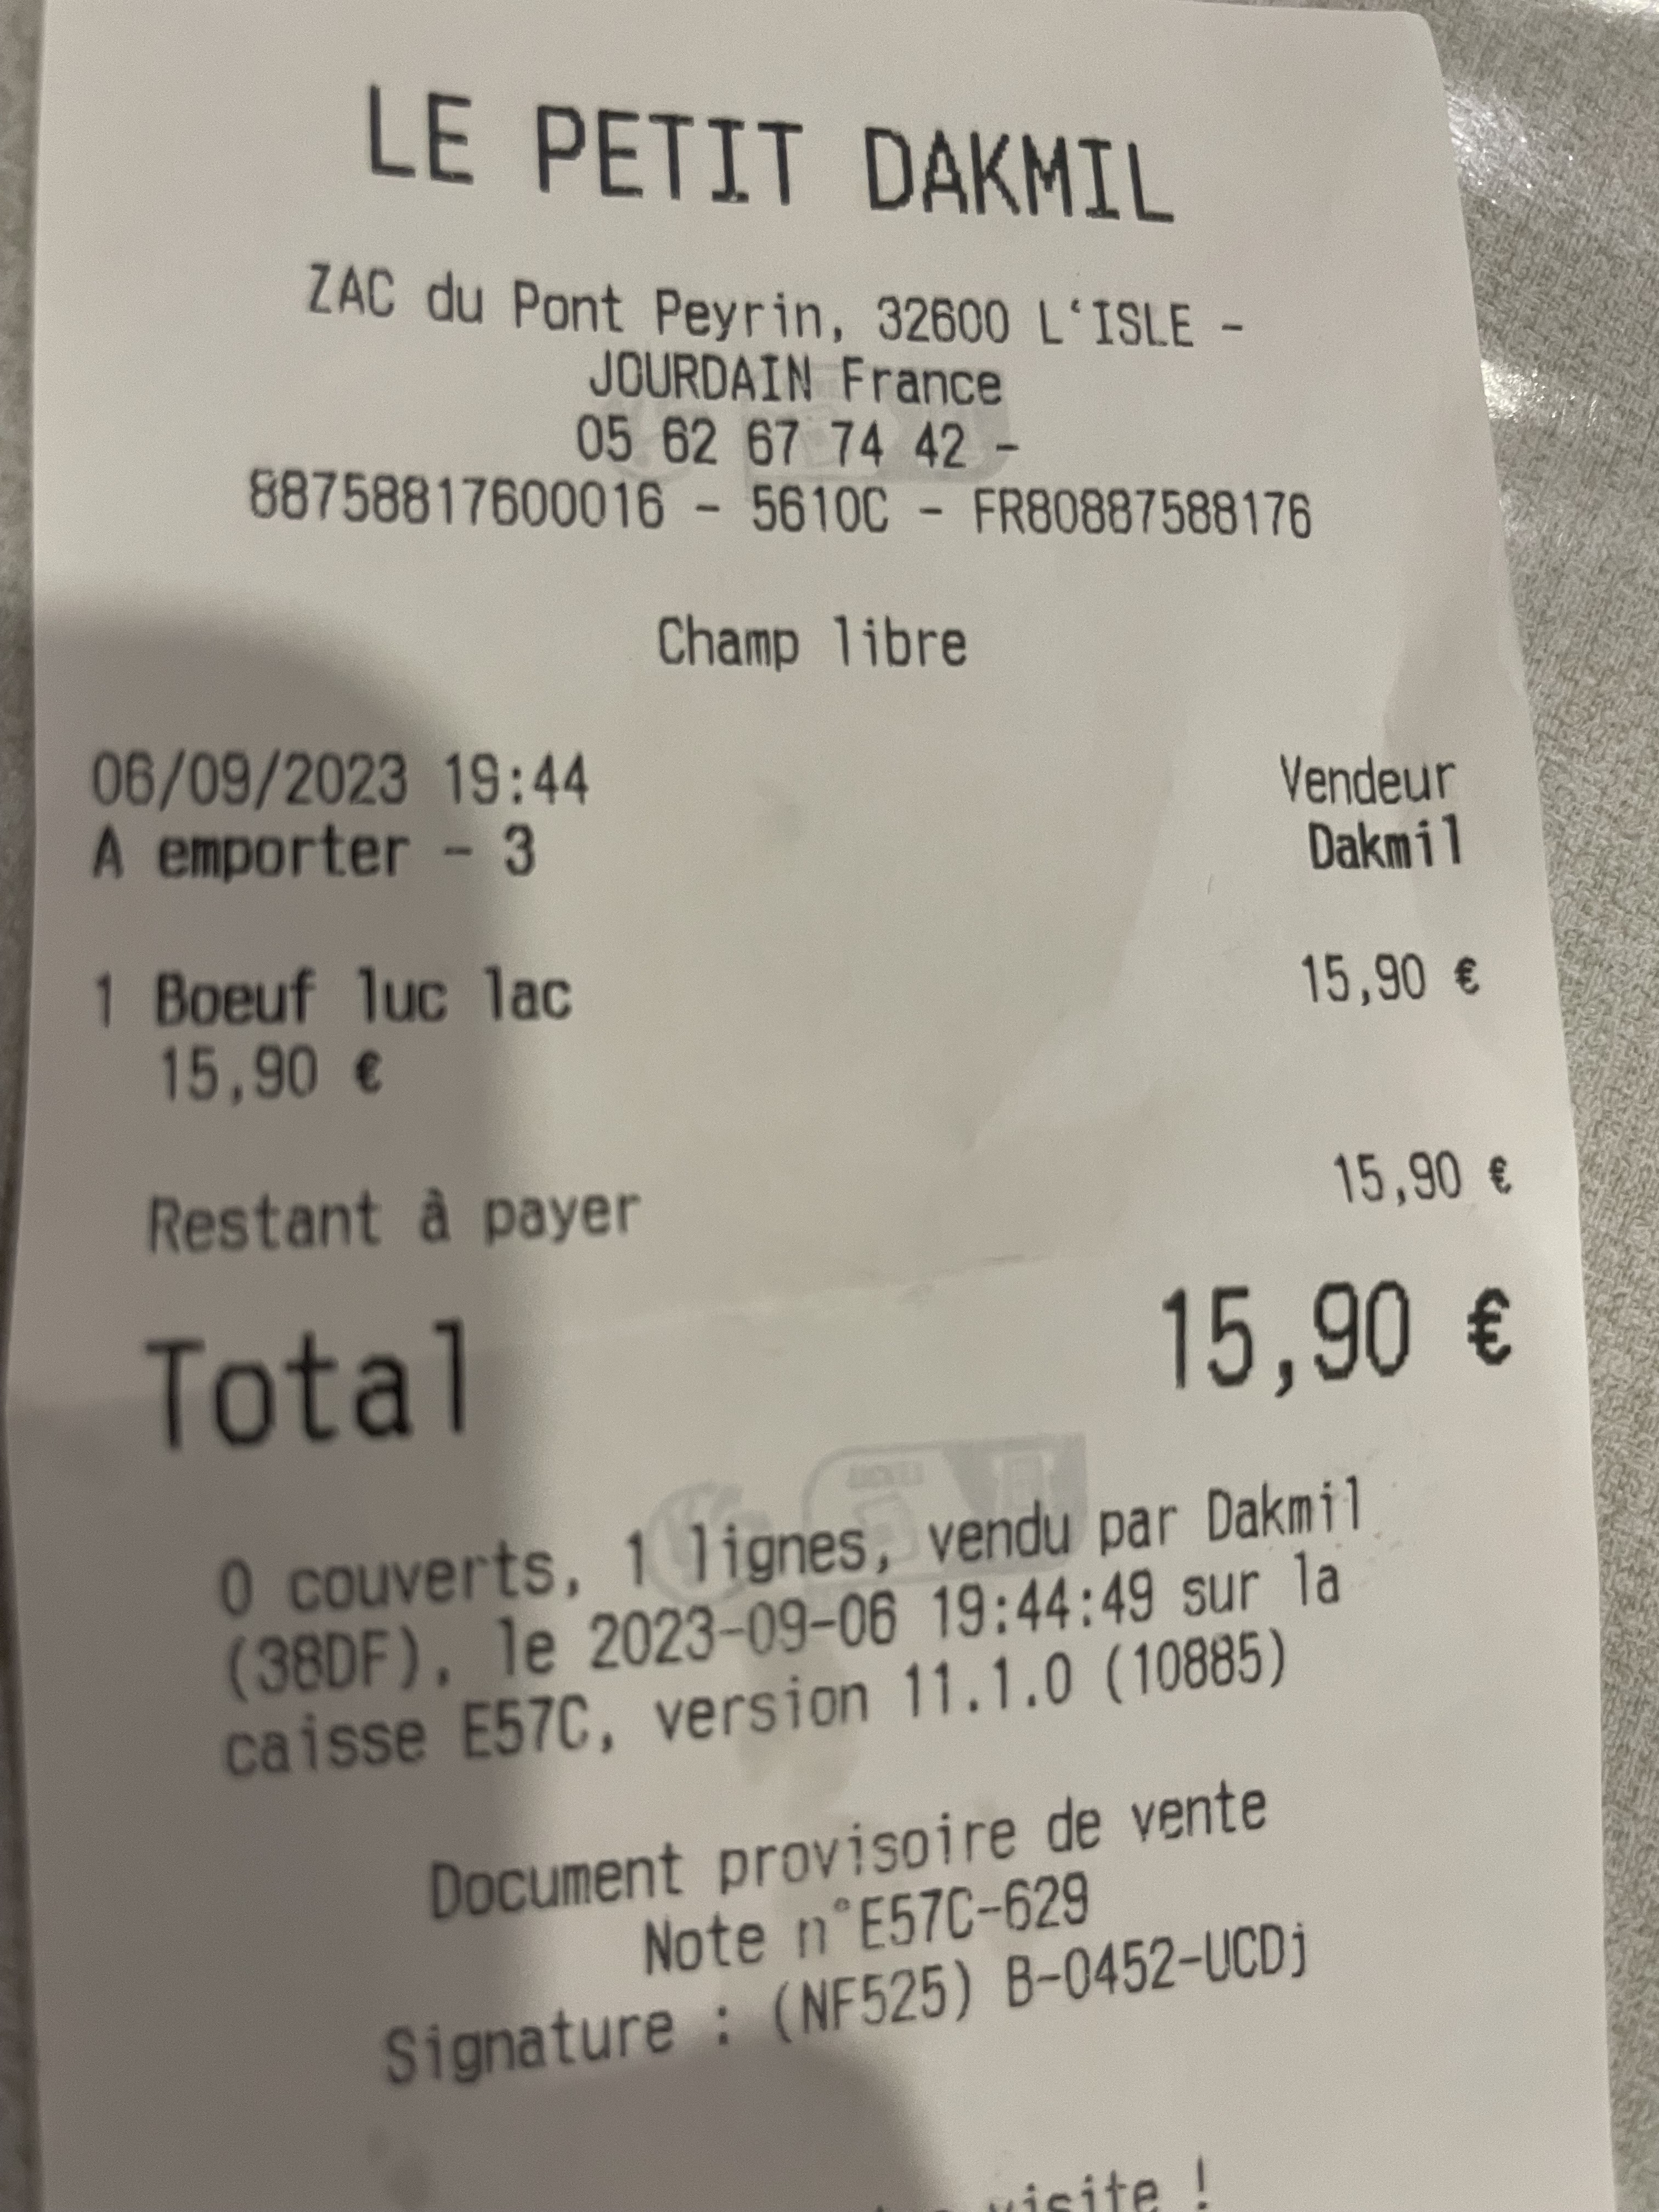 LE PETIT DAKMIL
ZAC du Pont Peyrin, 32600 L'ISLE -
JOURDAIN France
05 62 67 74 42 -
88758817600016 - 5610C - FR80887588176
Champ libre
06/09/2023 19:44 Vendeur
A emporter - 3 Dakmil
1 Boeuf luc lac 15,90 €
15,90 €
Restant à payer 15,90 €
Total 15,90 €
0 couverts, 1 lignes, vendu par Dakmil
(38DF), le 2023-09-06 19:44:49 sur la
caisse E57C, version 11.1.0 (10885)
Document provisoire de vente
Note n°E57C-629
Signature : (NF525) B-0452-UCDj
visite !